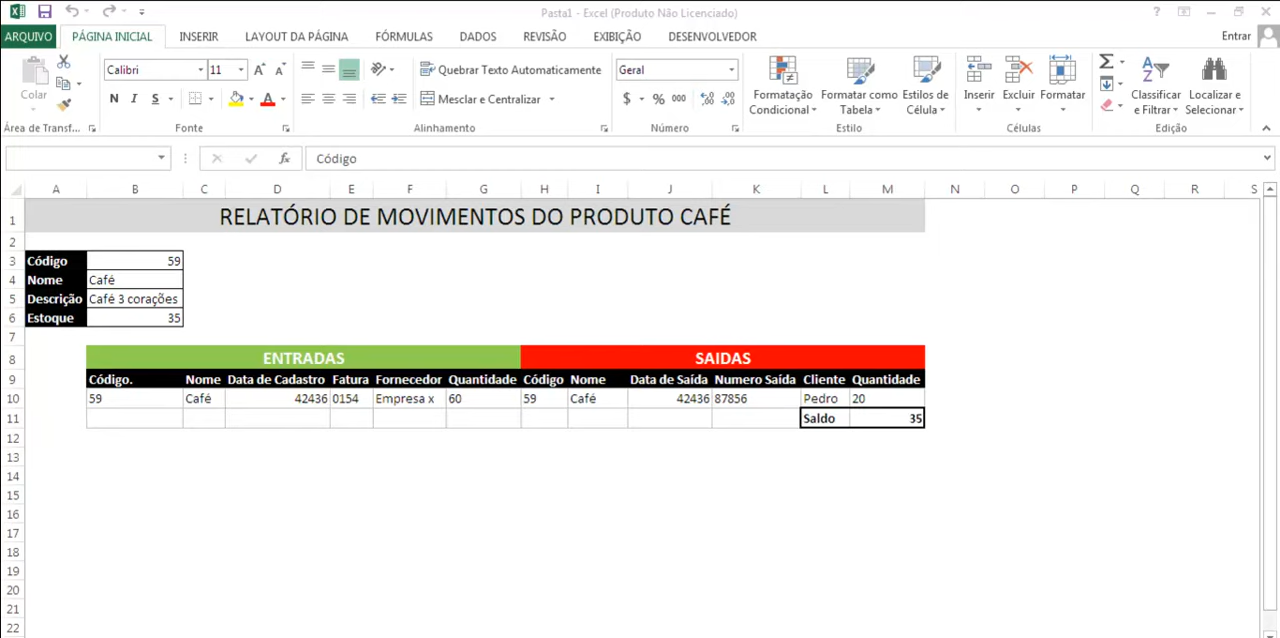 Pasta1 - Excel (Produto Não Licenciado)
?
ARQUIVO PÁGINA INICIAL INSERIR LAYOUT DA PÁGINA FÓRMULAS DADOS REVISÃO EXIBIÇÃO DESENVOLVEDOR Entrar
Colar
Calibri 11
N I S
Quebrar Texto Automaticamente
Mesclar e Centralizar
Geral
$ % 000
Formatação Condicional
Formatar como Tabela
Estilos de Célula
Inserir Excluir Formatar
Classificar e Filtrar
Localizar e Selecionar
Área de Transf... Fonte Alinhamento Número Estilo Células Edição
fx Código
A B C D E F G H I J K L M N O P Q R S
1 RELATÓRIO DE MOVIMENTOS DO PRODUTO CAFÉ
2
3 Código 59
4 Nome Café
5 Descrição Café 3 corações
6 Estoque 35
7
8 ENTRADAS SAIDAS
9 Código. Nome Data de Cadastro Fatura Fornecedor Quantidade Código Nome Data de Saída Numero Saída Cliente Quantidade
10 59 Café 42436 0154 Empresa x 60 59 Café 42436 87856 Pedro 20
11 Saldo 35
12
13
14
15
16
17
18
19
20
21
22